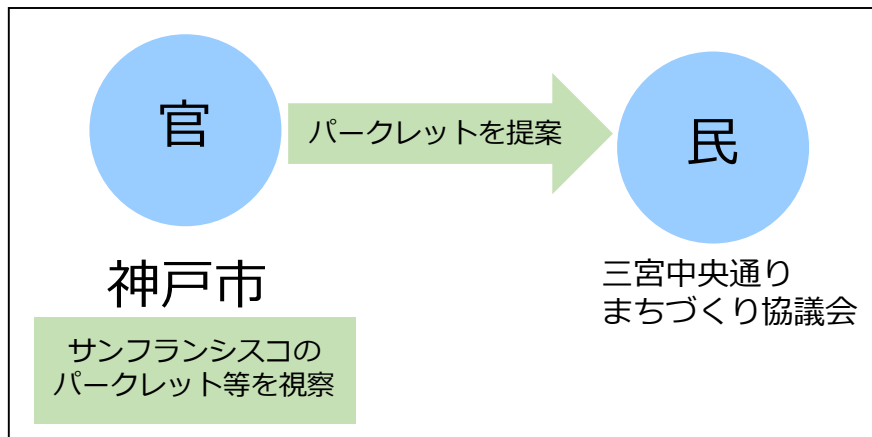 官
パークレットを提案
民
神戸市
三宮中央通り
まちづくり協議会
サンフランシスコの
パークレット等を視察